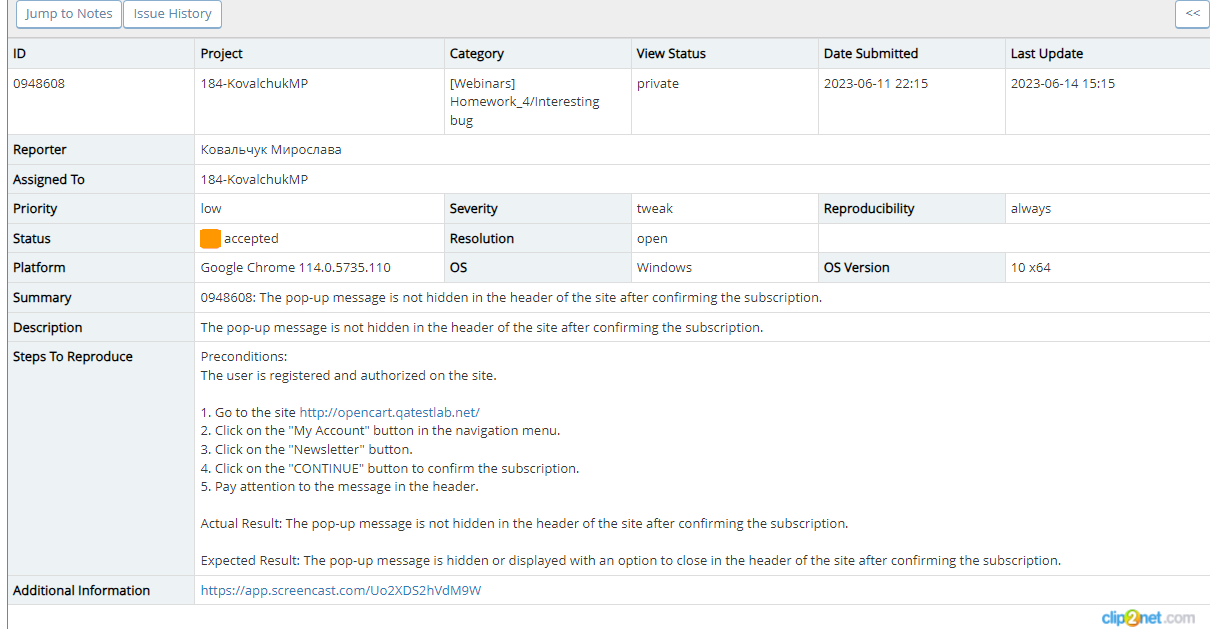 Jump to Notes Issue History <<
ID Project Category View Status Date Submitted Last Update
0948608 184-KovalchukMP [Webinars] private 2023-06-11 22:15 2023-06-14 15:15
Homework_4/Interesting
bug
Reporter Ковальчук Мирослава
Assigned To 184-KovalchukMP
Priority low Severity tweak Reproducibility always
Status accepted Resolution open
Platform Google Chrome 114.0.5735.110 OS Windows OS Version 10 x64
Summary 0948608: The pop-up message is not hidden in the header of the site after confirming the subscription.
Description The pop-up message is not hidden in the header of the site after confirming the subscription.
Steps To Reproduce Preconditions:
The user is registered and authorized on the site.
1. Go to the site http://opencart.qatestlab.net/
2. Click on the "My Account" button in the navigation menu.
3. Click on the "Newsletter" button.
4. Click on the "CONTINUE" button to confirm the subscription.
5. Pay attention to the message in the header.
Actual Result: The pop-up message is not hidden in the header of the site after confirming the subscription.
Expected Result: The pop-up message is hidden or displayed with an option to close in the header of the site after confirming the subscription.
Additional Information https://app.screencast.com/Uo2XDS2hVdM9W
clip2net.com